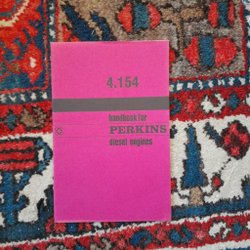 4.154
handbook for
PERKINS
diesel engines